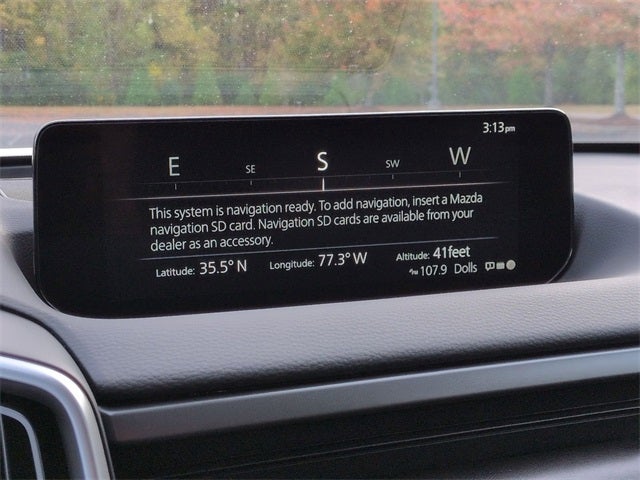 3:13pm
E SE S SW W
This system is navigation ready. To add navigation, insert a Mazda
navigation SD card. Navigation SD cards are available from your
dealer as an accessory.
Latitude: 35.5° N Longitude: 77.3° W Altitude: 41feet
107.9 Dolls